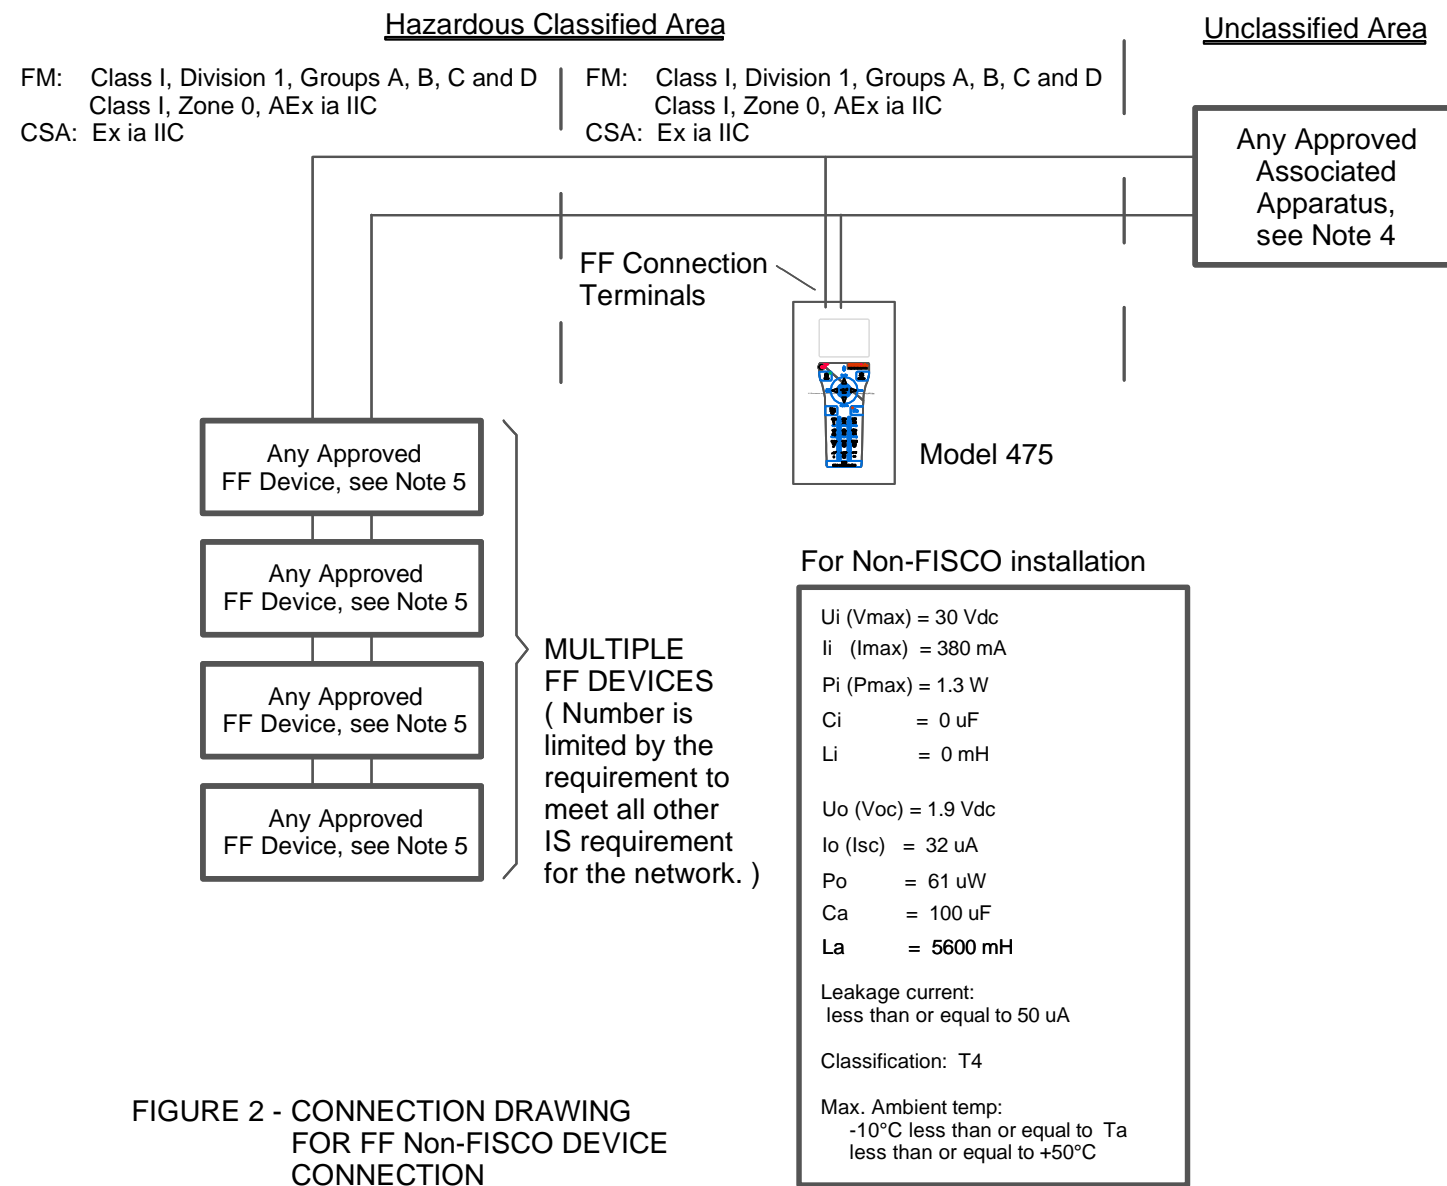 Hazardous Classified Area
Unclassified Area
FM: Class I, Division 1, Groups A, B, C and D
Class I, Zone 0, AEx ia IIC
CSA: Ex ia IIC
FM: Class I, Division 1, Groups A, B, C and D
Class I, Zone 0, AEx ia IIC
CSA: Ex ia IIC
Any Approved
Associated
Apparatus,
see Note 4
FF Connection
Terminals
Model 475
Any Approved
FF Device, see Note 5
Any Approved
FF Device, see Note 5
Any Approved
FF Device, see Note 5
Any Approved
FF Device, see Note 5
MULTIPLE
FF DEVICES
( Number is
limited by the
requirement to
meet all other
IS requirement
for the network. )
For Non-FISCO installation
Ui (Vmax) = 30 Vdc
Ii (Imax) = 380 mA
Pi (Pmax) = 1.3 W
Ci = 0 uF
Li = 0 mH
Uo (Voc) = 1.9 Vdc
Io (Isc) = 32 uA
Po = 61 uW
Ca = 100 uF
La = 5600 mH
Leakage current:
less than or equal to 50 uA
Classification: T4
Max. Ambient temp:
-10°C less than or equal to Ta
less than or equal to +50°C
FIGURE 2 - CONNECTION DRAWING
FOR FF Non-FISCO DEVICE
CONNECTION